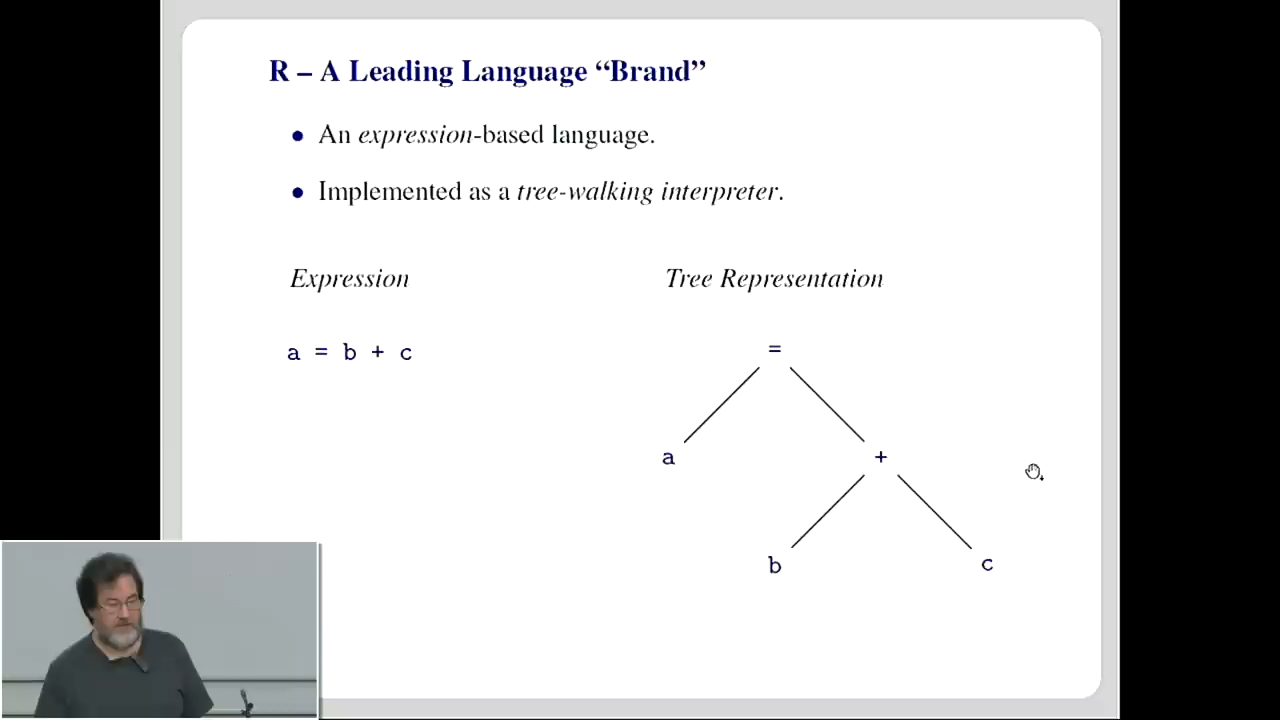 R – A Leading Language “Brand”
• An expression-based language.
• Implemented as a tree-walking interpreter.
Expression
Tree Representation
a = b + c
=
a
+
b
c